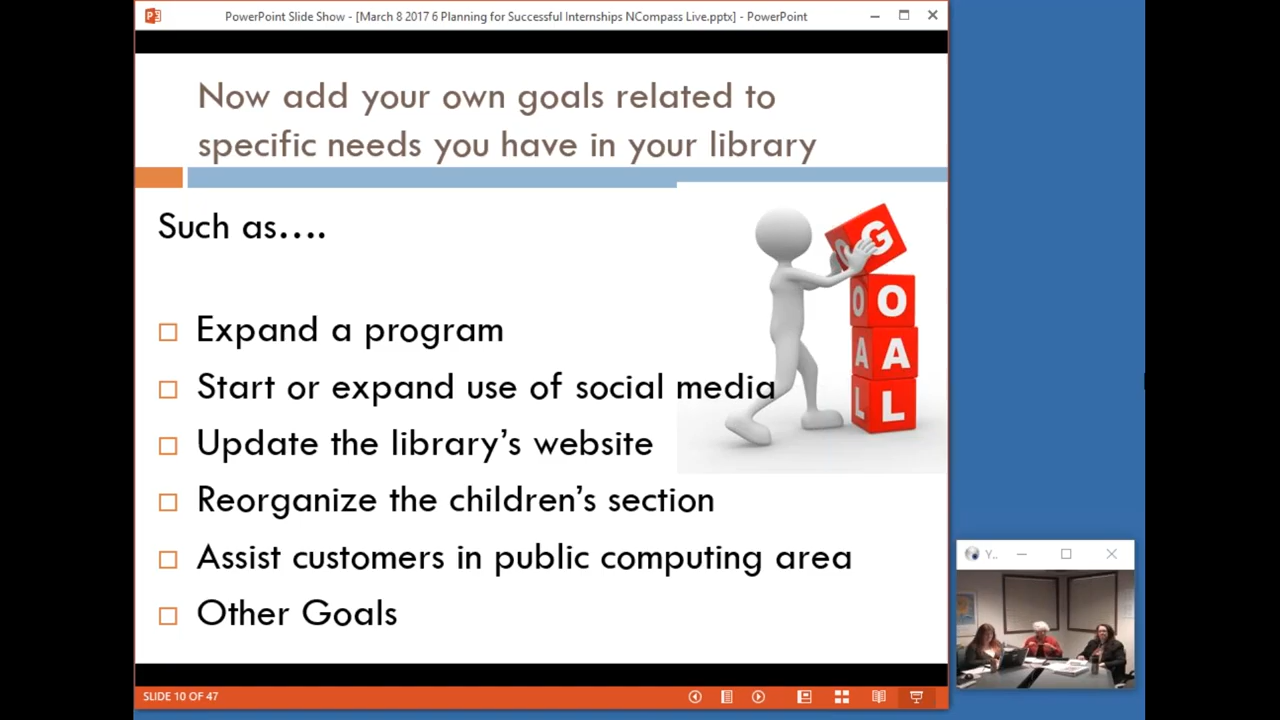 PowerPoint Slide Show - [March 8 2017 6 Planning for Successful Internships NCompass Live.pptx] - PowerPoint
Now add your own goals related to
specific needs you have in your library
Such as….
G
O O
A A
L L
Expand a program
Start or expand use of social media
Update the library’s website
Reorganize the children’s section
Assist customers in public computing area
Other Goals
Y..
SLIDE 10 OF 47